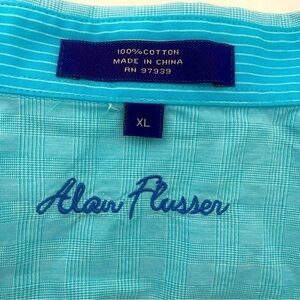 100% COTTON
MADE IN CHINA
RN 97939
XL
Alan Flusser